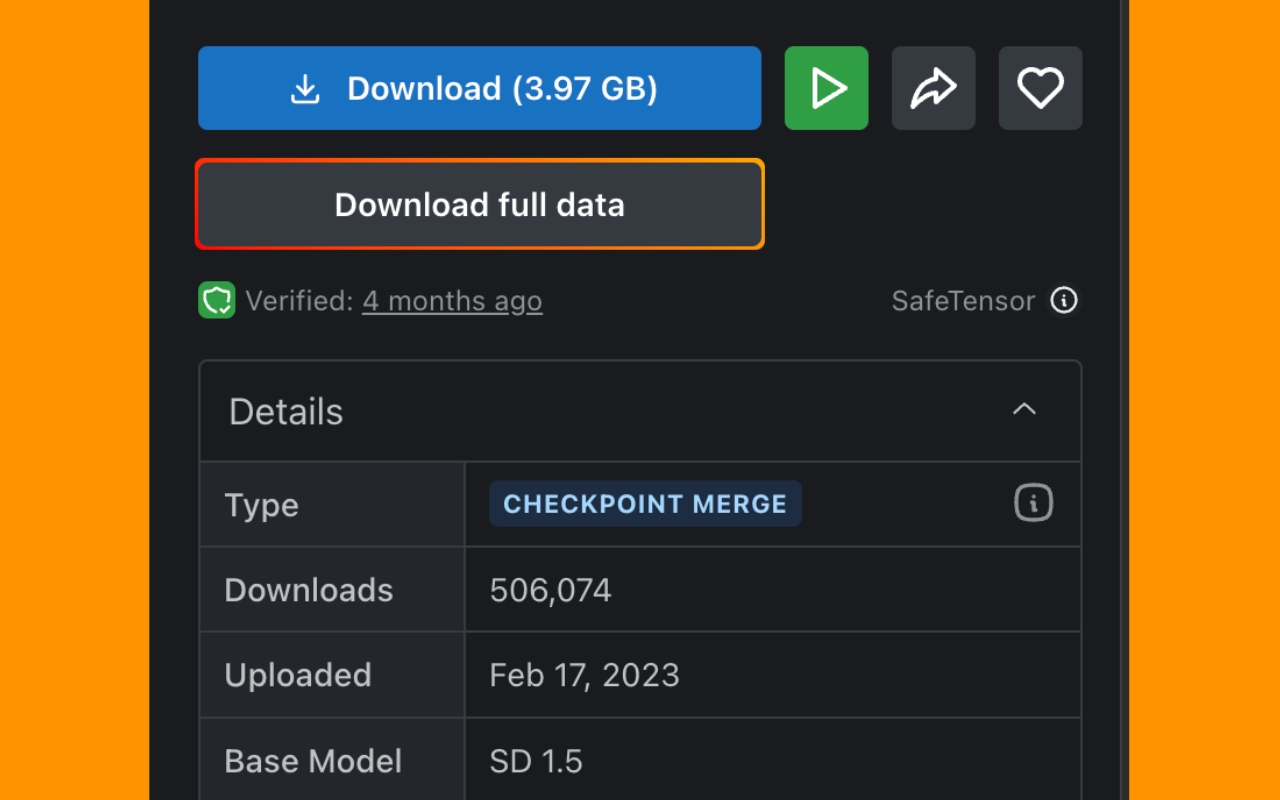 Download (3.97 GB)
Download full data
Verified: 4 months ago
SafeTensor
Details
Type
CHECKPOINT MERGE
Downloads
506,074
Uploaded
Feb 17, 2023
Base Model
SD 1.5